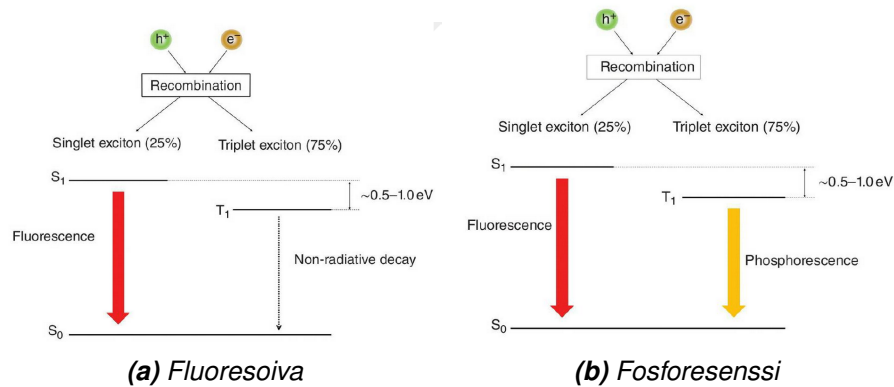 h+ e−
Recombination
Singlet exciton (25%) Triplet exciton (75%)
S1
~0.5–1.0 eV
T1
Fluorescence
Non-radiative decay
S0
(a) Fluoresoiva
h+ e−
Recombination
Singlet exciton (25%) Triplet exciton (75%)
S1
~0.5–1.0 eV
T1
Fluorescence
Phosphorescence
S0
(b) Fosforesenssi